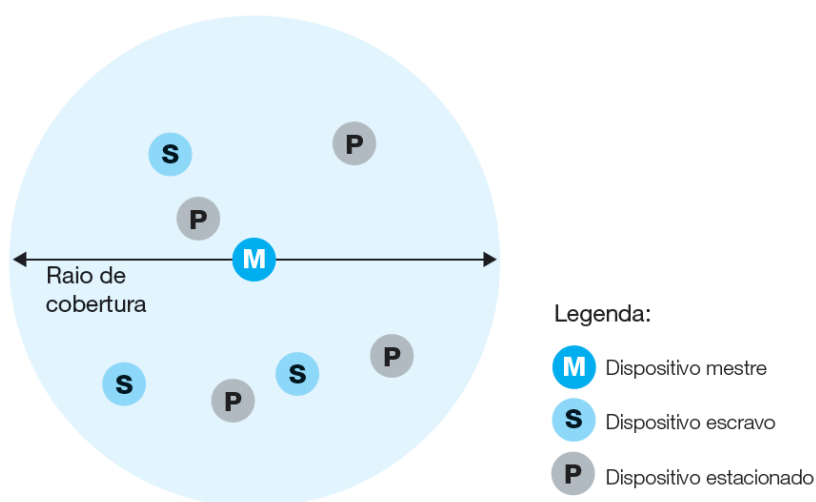 S
P
P
M
Raio de
cobertura
S
S
P
P
Legenda:
M Dispositivo mestre
S Dispositivo escravo
P Dispositivo estacionado